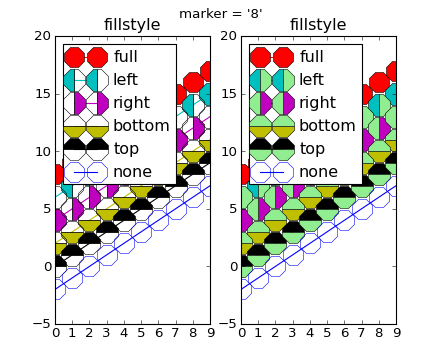 marker = '8'
fillstyle
20
15
10
5
0
−5
0 1 2 3 4 5 6 7 8 9
full
left
right
bottom
top
none
fillstyle
20
15
10
5
0
−5
0 1 2 3 4 5 6 7 8 9
full
left
right
bottom
top
none